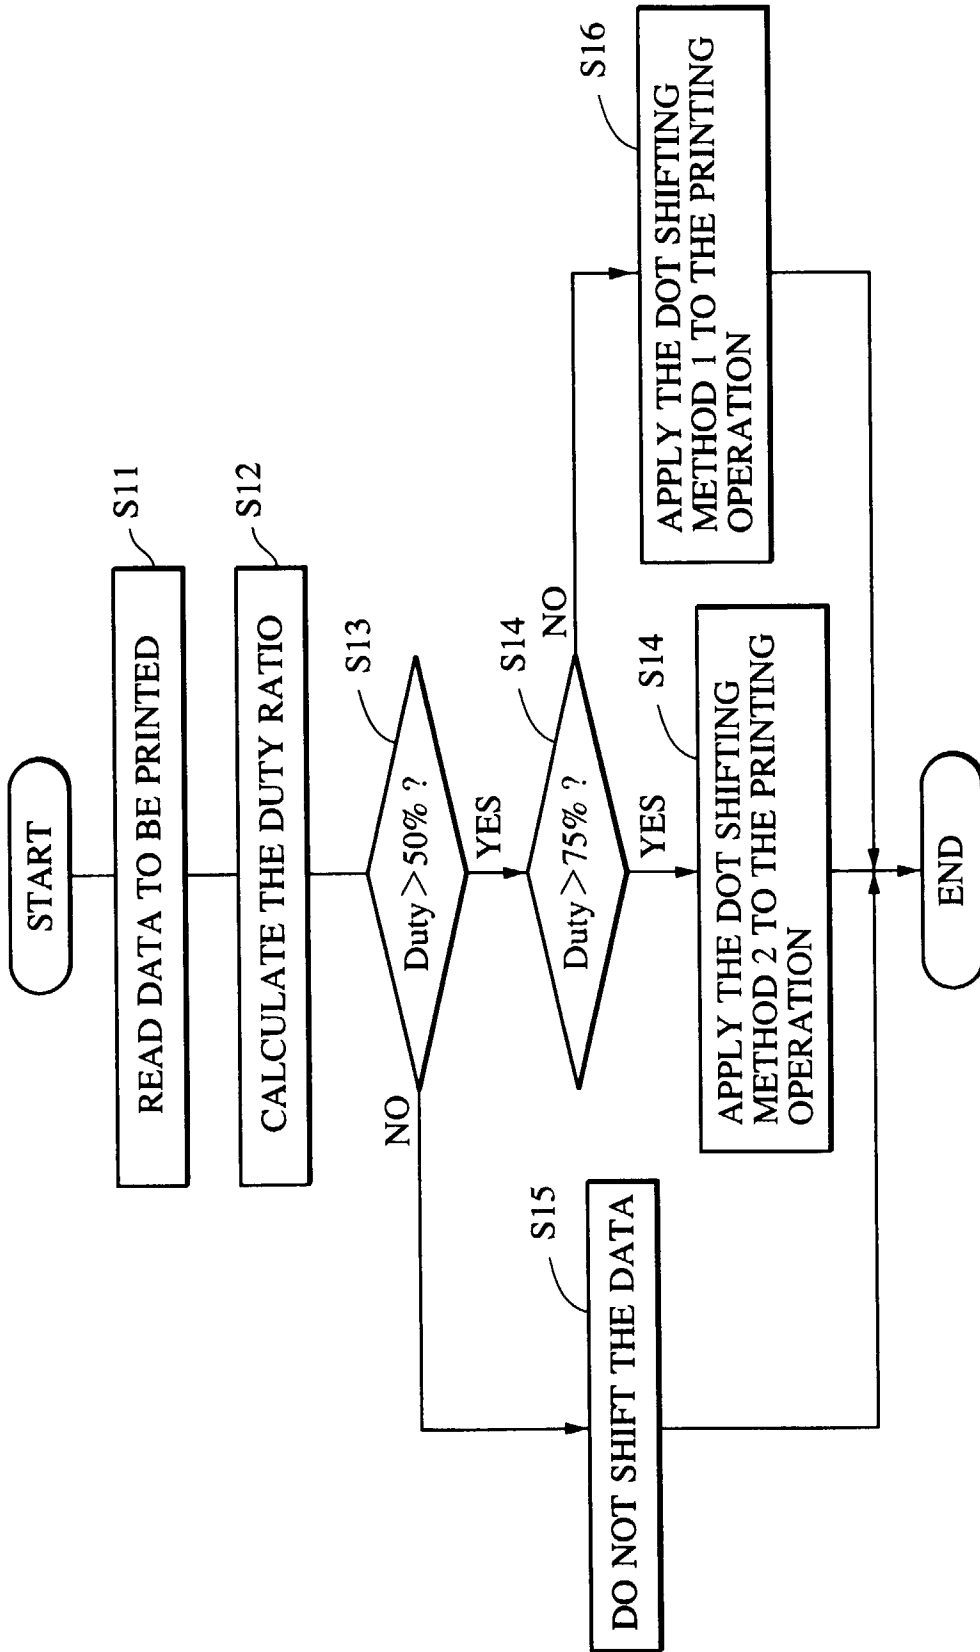 START
S11
READ DATA TO BE PRINTED
S12
CALCULATE THE DUTY RATIO
S13
Duty > 50% ?
NO
YES
S14
Duty > 75% ?
NO
YES
S15
DO NOT SHIFT THE DATA
S14
APPLY THE DOT SHIFTING
METHOD 2 TO THE PRINTING
OPERATION
S16
APPLY THE DOT SHIFTING
METHOD 1 TO THE PRINTING
OPERATION
END